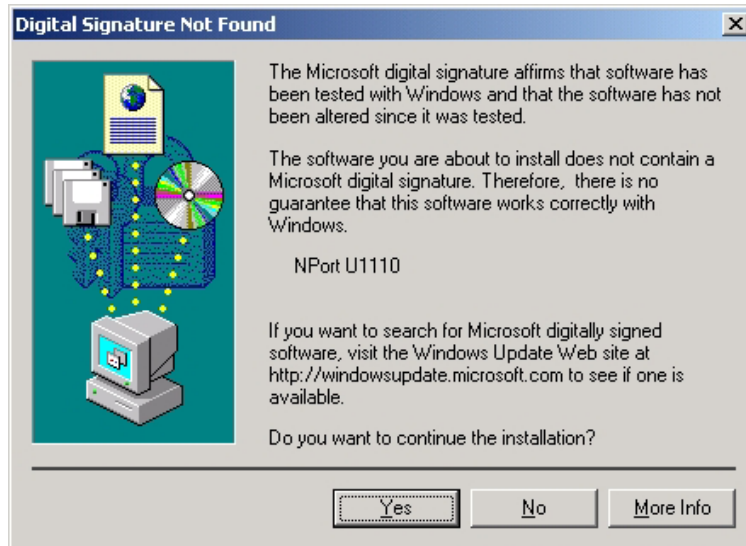 Digital Signature Not Found
The Microsoft digital signature affirms that software has
been tested with Windows and that the software has not
been altered since it was tested.
The software you are about to install does not contain a
Microsoft digital signature. Therefore,  there is no
guarantee that this software works correctly with
Windows.
NPort U1110
If you want to search for Microsoft digitally signed
software, visit the Windows Update Web site at
http://windowsupdate.microsoft.com to see if one is
available.
Do you want to continue the installation?
Yes No More Info